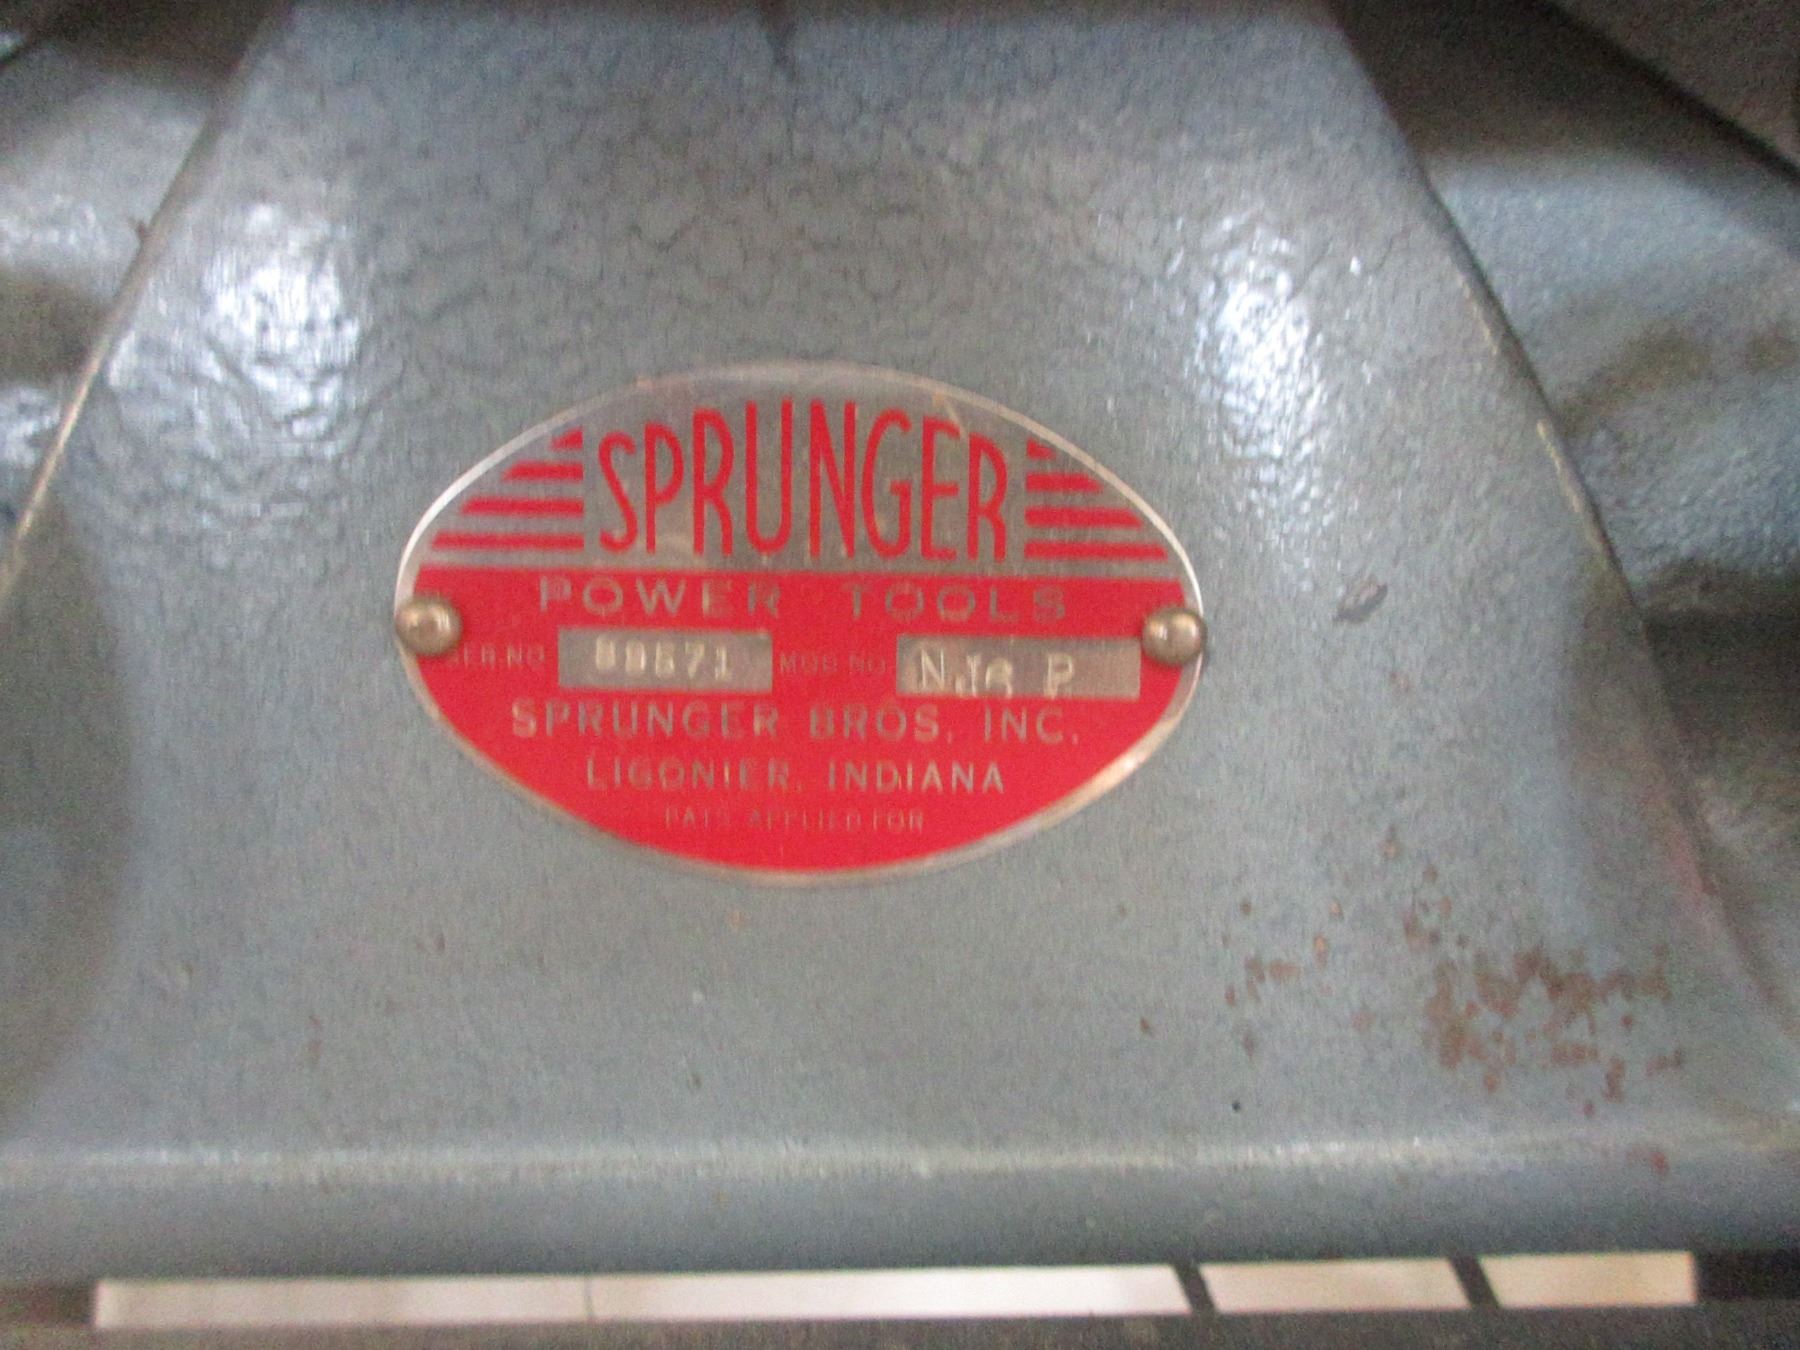 SPRUNGER
POWER TOOLS
SER. NO. MOD. NO.
SPRUNGER BROS. INC.
LIGONIER, INDIANA
PATS APPLIED FOR